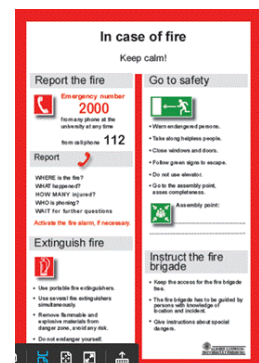 In case of fire
Keep calm!
Report the fire
Emergency number
2000
from any phone at the
university at any time
from cell phone 112
Report
WHERE is the fire?
WHAT happened?
HOW MANY injured?
WHO is phoning?
WAIT for further questions
Activate the fire alarm, if necessary.
Extinguish fire
• Use portable fire extinguishers.
• Use several fire extinguishers
simultaneously.
• Remove flammable and
explosive materials from
danger zone, avoid any risk.
• Do not endanger yourself.
Go to safety
• Warn endangered persons.
• Take along helpless people.
• Close windows and doors.
• Follow green signs to escape.
• Do not use elevator.
• Go to the assembly point,
asses completeness.
Assembly point:
Instruct the fire
brigade
• Keep the access for the fire brigade
free.
• The fire brigade has to be guided by
persons with knowledge of
location and incident.
• Give instructions about special
dangers.